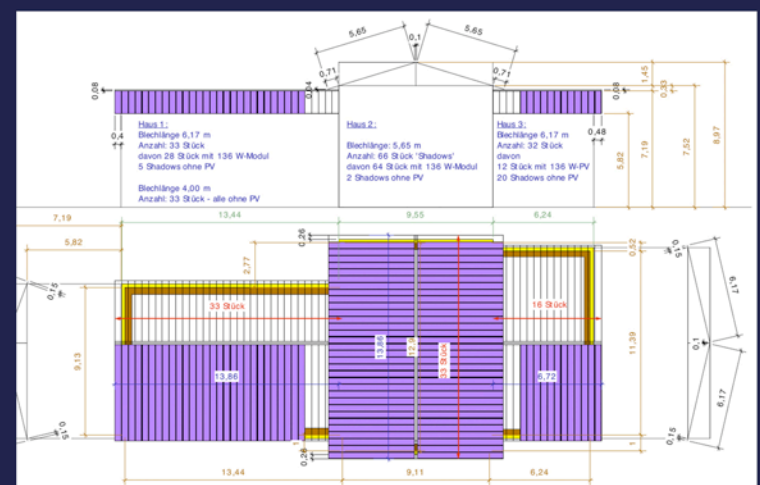 5,65
0,1
5,65
0,71
0,71
0,08
0,04
0,08
1,45
0,33
0,4
0,48
5,82
7,19
7,52
8,97
Haus 1:
Blechlänge 6,17 m
Anzahl: 33 Stück
davon 28 Stück mit 136 W-Modul
5 Shadows ohne PV
Blechlänge 4,00 m
Anzahl: 33 Stück - alle ohne PV
Haus 2:
Blechlänge: 5,65 m
Anzahl: 66 Stück 'Shadows'
davon 64 Stück mit 136 W-Modul
2 Shadows ohne PV
Haus 3:
Blechlänge 6,17 m
Anzahl: 32 Stück
davon
12 Stück mit 136 W-PV
20 Shadows ohne PV
7,19
13,44
9,55
6,24
5,82
0,26
2,77
0,52
0,15
0,15
6,17
33 Stück
16 Stück
9,13
13,86
12,9
33 Stück
11,39
0,1
13,86
6,72
6,17
0,15
1
0,26
1
0,15
13,44
9,11
6,24